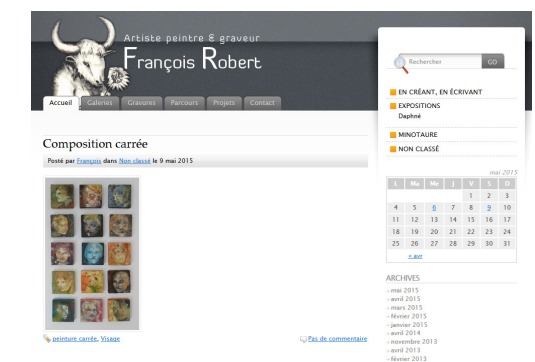 Artiste peintre & graveur
François Robert
Accueil
Galeries
Gravures
Parcours
Projets
Contact
Composition carrée
Posté par François dans Non classé le 9 mai 2015
peinture carrée, Visage
Pas de commentaire
Rechercher
GO
EN CRÉANT, EN ÉCRIVANT
EXPOSITIONS
Daphné
MINOTAURE
NON CLASSÉ
mai 2015
L Ma Me J V S D
1 2 3
4 5 6 7 8 9 10
11 12 13 14 15 16 17
18 19 20 21 22 23 24
25 26 27 28 29 30 31
« avr
ARCHIVES
» mai 2015
» avril 2015
» mars 2015
» février 2015
» janvier 2015
» avril 2014
» novembre 2013
» avril 2013
» février 2013